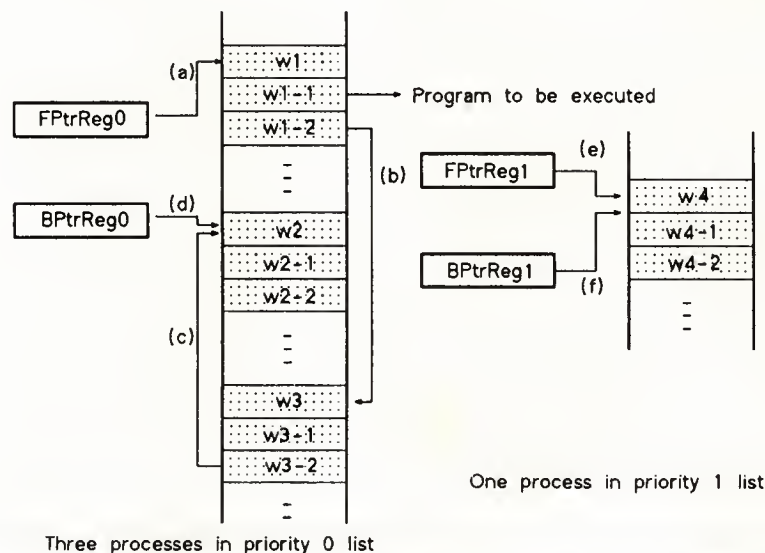 w1
(a)
w1-1
Program to be executed
FPtrReg0
w1-2
(b)
(e)
FPtrReg1
w4
BPtrReg0
(d)
w2
w4-1
w2-1
BPtrReg1
w4-2
w2-2
(f)
(c)
w3
w3-1
w3-2
One process in priority 1 list
Three processes in priority 0 list